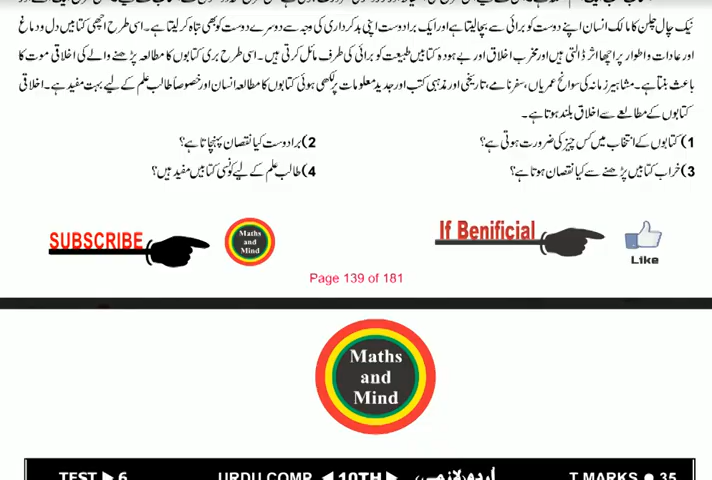 نیک چال چلن کا مالک انسان اپنے دوست کو برائی سے بچا لیتا ہے اور ایک برا دوست اپنی بدکرداری کی وجہ سے دوسرے دوست کو بھی تباہ کر لیتا ہے۔ اسی طرح اچھی کتابیں دل و دماغ
اور عادات و اطوار پر اچھا اثر ڈالتی ہیں اور مخرب اخلاق اور بے ہودہ کتابیں طبیعت کو برائی کی طرف مائل کرتی ہیں۔ اسی طرح بری کتابوں کا مطالعہ پڑھنے والے کی اخلاقی موت کا
باعث بنتا ہے۔ مشاہیر زمانہ کی سوانح عمریاں، سفرنامے، تاریخی اور مذہبی کتب اور جدید معلومات پر لکھی ہوئی کتابوں کا مطالعہ انسان اور خصوصاً طالب علم کے لیے بہت مفید ہے۔ اخلاقی
کتابوں کے مطالعے سے اخلاق بلند ہوتا ہے۔
1) کتابوں کے انتخاب میں کس چیز کی ضرورت ہوتی ہے؟ 2) برا دوست کیا نقصان پہنچاتا ہے؟
3) خراب کتابیں پڑھنے سے کیا نقصان ہوتا ہے؟ 4) طالب علم کے لیے کونسی کتابیں مفید ہیں؟
SUBSCRIBE
Maths
and
Mind
If Benificial
Like
Page 139 of 181
Maths
and
Mind
TEST 6 URDU COMP 10TH اُردو لازمی T MARKS 35